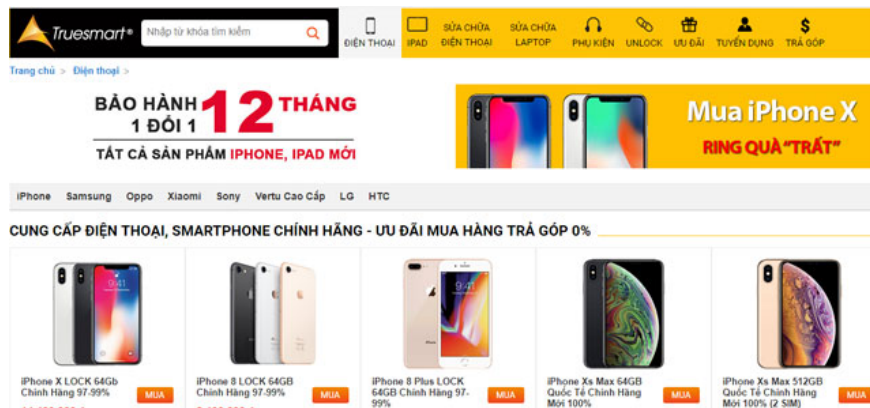 Truesmart®
Nhập từ khóa tìm kiếm
ĐIỆN THOẠI
IPAD
SỬA CHỮA
ĐIỆN THOẠI
SỬA CHỮA
LAPTOP
PHỤ KIỆN
UNLOCK
ƯU ĐÃI
TUYỂN DỤNG
TRẢ GÓP
Trang chủ > Điện thoại >
BẢO HÀNH 12 THÁNG
1 ĐỔI 1
TẤT CẢ SẢN PHẨM IPHONE, IPAD MỚI
Mua iPhone X
RING QUÀ "TRẤT"
iPhone Samsung Oppo Xiaomi Sony Vertu Cao Cấp LG HTC
CUNG CẤP ĐIỆN THOẠI, SMARTPHONE CHÍNH HÃNG - ƯU ĐÃI MUA HÀNG TRẢ GÓP 0%
9:41
9:41
iPhone X LOCK 64Gb
Chính Hãng 97-99%
MUA
iPhone 8 LOCK 64GB
Chính Hãng 97-99%
MUA
iPhone 8 Plus LOCK
64GB Chính Hãng 97-
99%
MUA
iPhone Xs Max 64GB
Quốc Tế Chính Hãng
Mới 100%
MUA
iPhone Xs Max 512GB
Quốc Tế Chính Hãng
Mới 100% (2 SIM)
MUA